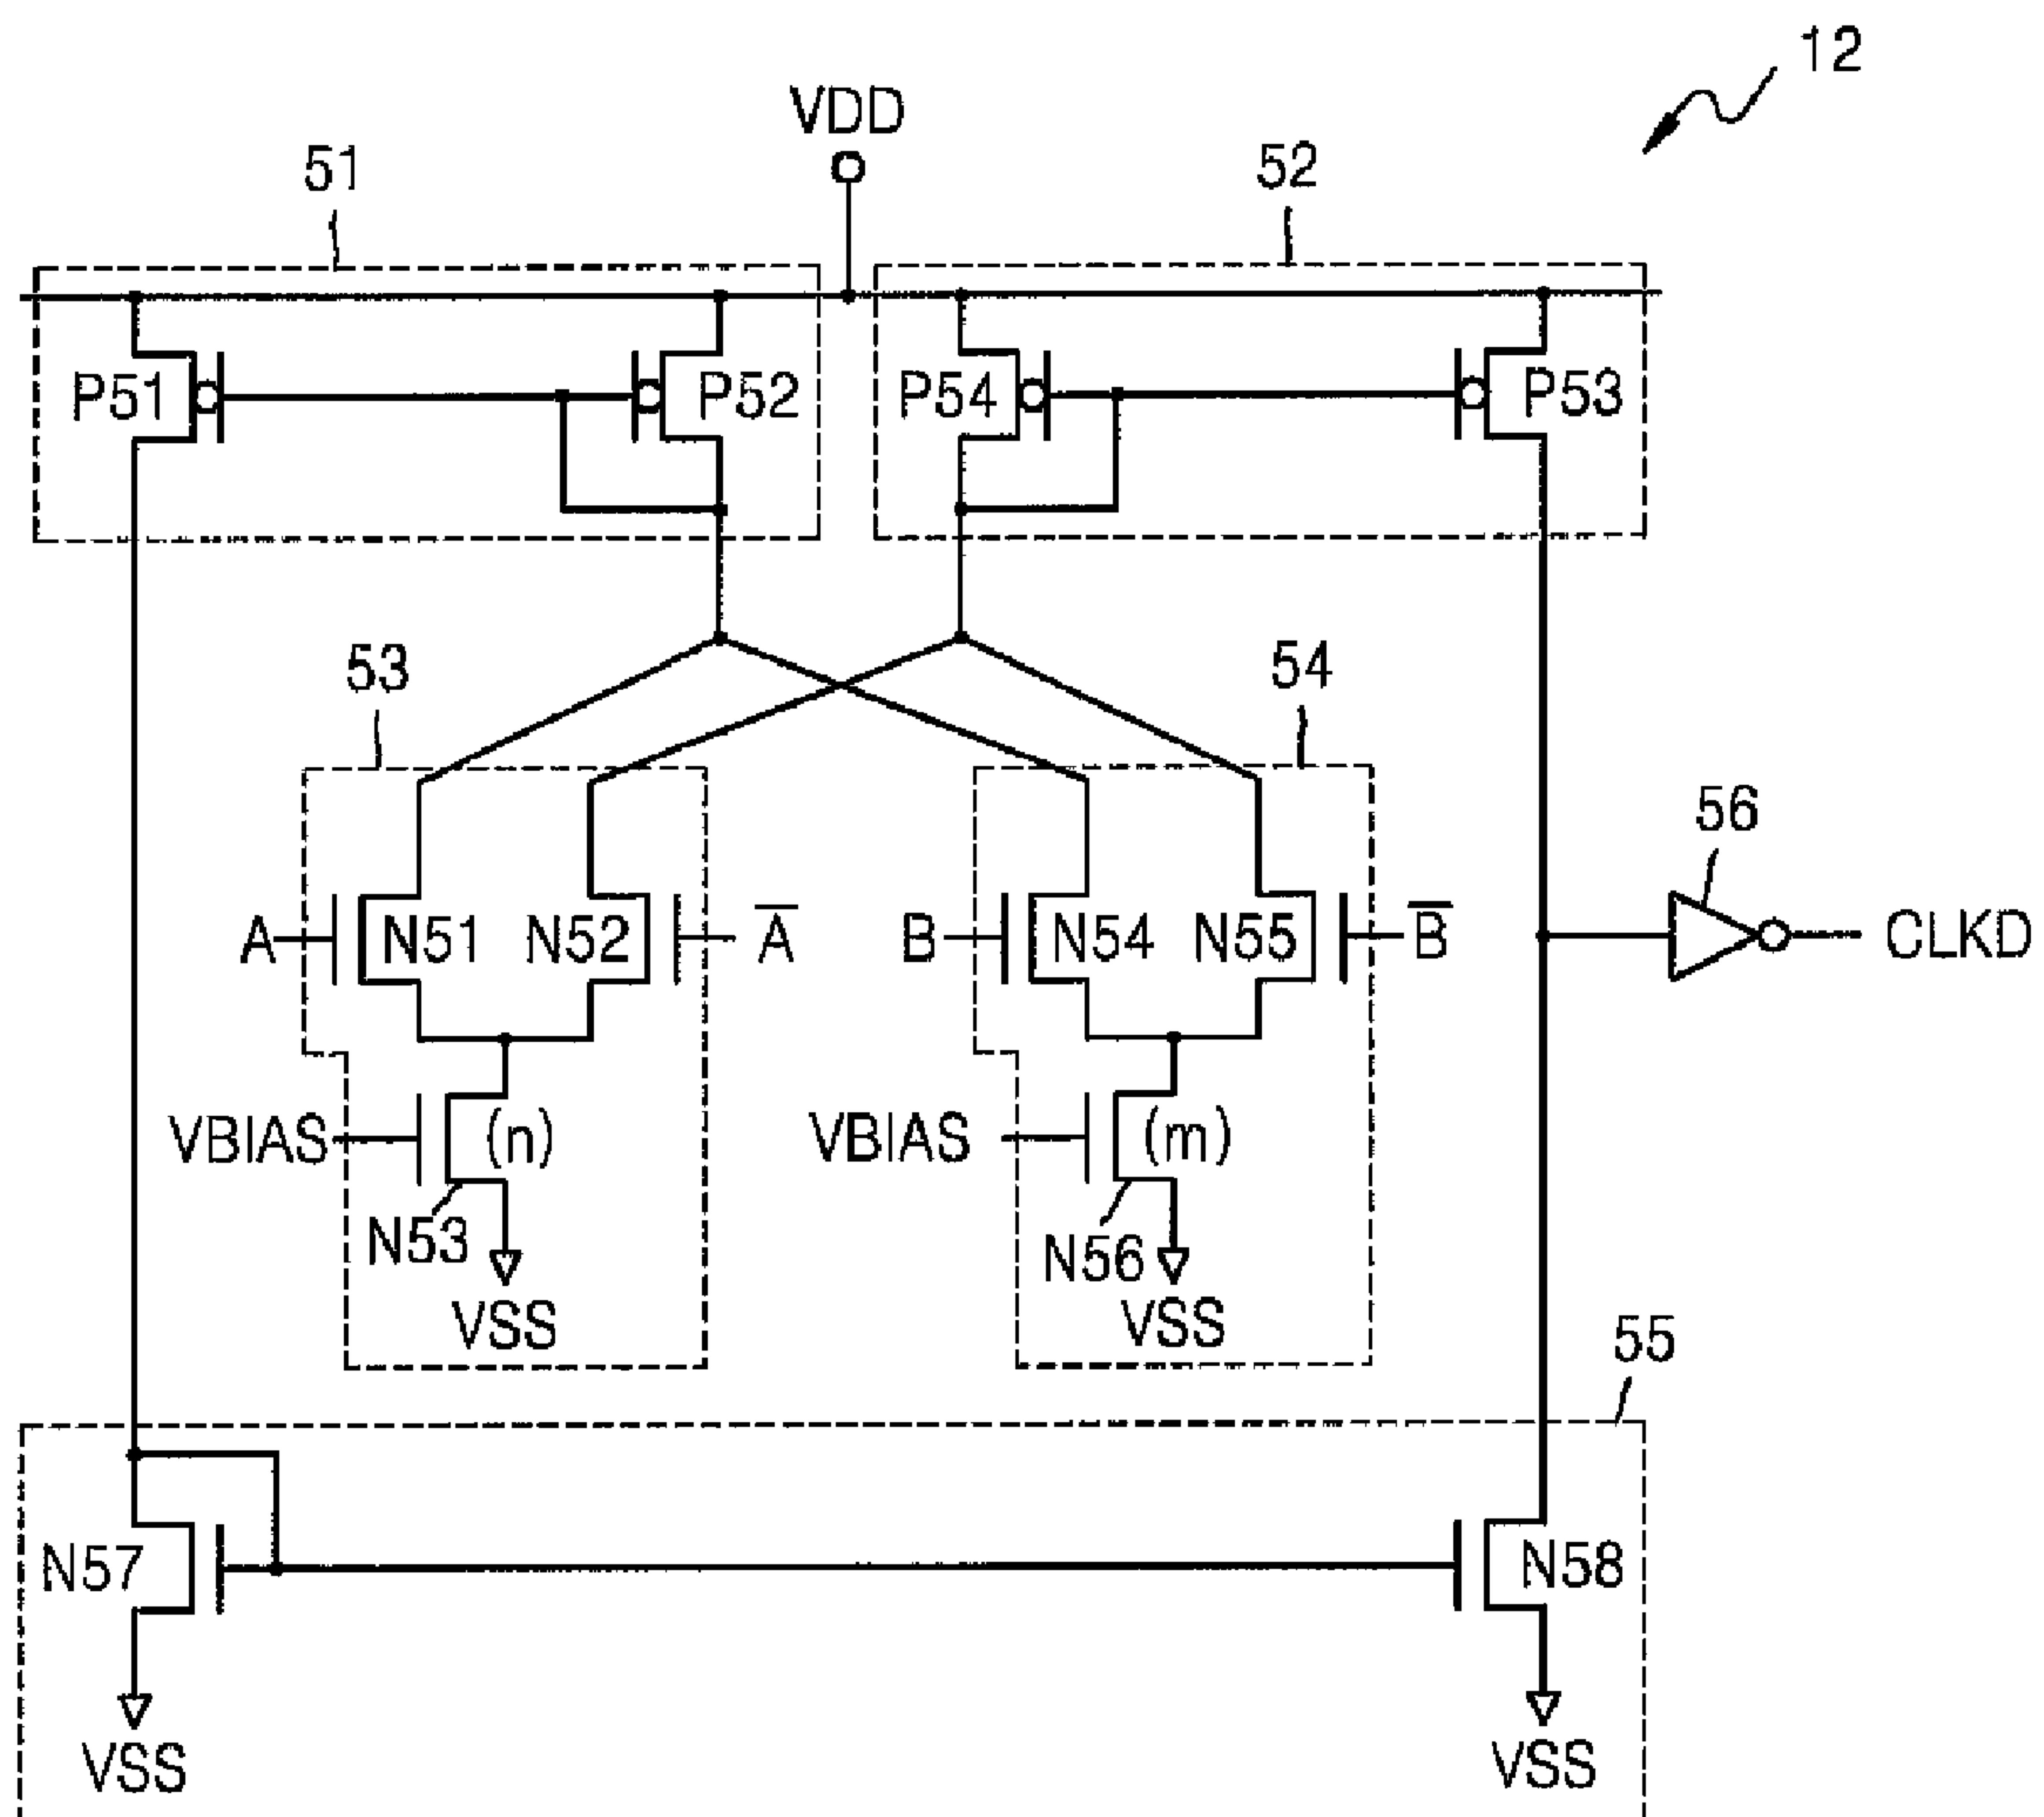 12
VDD
51
52
P51
P52
P54
P53
53
54
56
A
N51
N52
A̅
B
N54
N55
B̅
CLKD
VBIAS
(n)
VBIAS
(m)
N53
N56
VSS
VSS
55
N57
N58
VSS
VSS